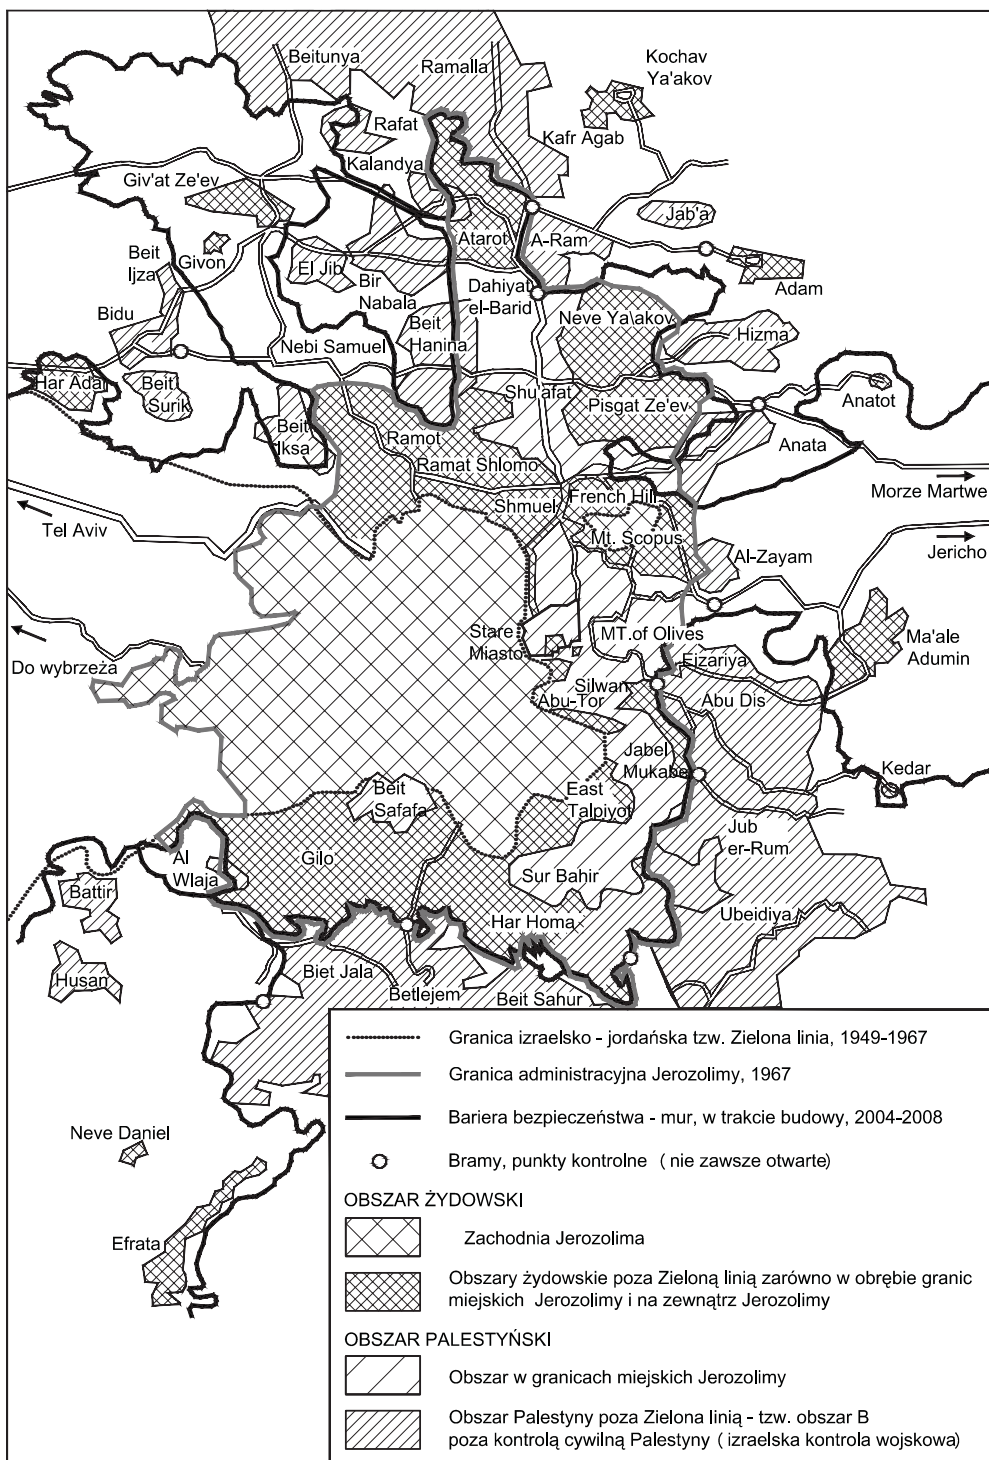 Beitunya
Ramalla
Kochav
Ya'akov
Rafat
Kafr Agab
Kalandya
Giv'at Ze'ev
Jab'a
Atarot
A-Ram
Beit
Ijza
Givon
El Jib
Bir
Nabala
Dahiyat
el-Barid
Adam
Bidu
Neve Ya\akov
Beit
Hanina
Hizma
Nebi Samuel
Har Ada
Beit
Surik
Shu'afat
Pisgat Ze'ev
Anatot
Beit
Iksa
Ramot
Anata
Ramat Shlomo
Morze Martwe
Shmuel
French Hill
Tel Aviv
Mt. Scopus
Al-Zayam
Jericho
Stare
Miasto
MT.of Olives
Ma'ale
Adumin
Do wybrzeża
Ejzariya
Silwan
Abu-Tor
Abu Dis
Jabel
Mukaber
Kedar
Beit
Safafa
East
Talpiyot
Jub
er-Rum
Al
Wlaja
Gilo
Sur Bahir
Battir
Har Homa
Ubeidiya
Husan
Biet Jala
Betlejem
Beit Sahur
Neve Daniel
Efrata
Granica izraelsko - jordańska tzw. Zielona linia, 1949-1967
Granica administracyjna Jerozolimy, 1967
Bariera bezpieczeństwa - mur, w trakcie budowy, 2004-2008
Bramy, punkty kontrolne ( nie zawsze otwarte)
OBSZAR ŻYDOWSKI
Zachodnia Jerozolima
Obszary żydowskie poza Zieloną linią zarówno w obrębie granic
miejskich Jerozolimy i na zewnątrz Jerozolimy
OBSZAR PALESTYŃSKI
Obszar w granicach miejskich Jerozolimy
Obszar Palestyny poza Zielona linią - tzw. obszar B
poza kontrolą cywilną Palestyny ( izraelska kontrola wojskowa)